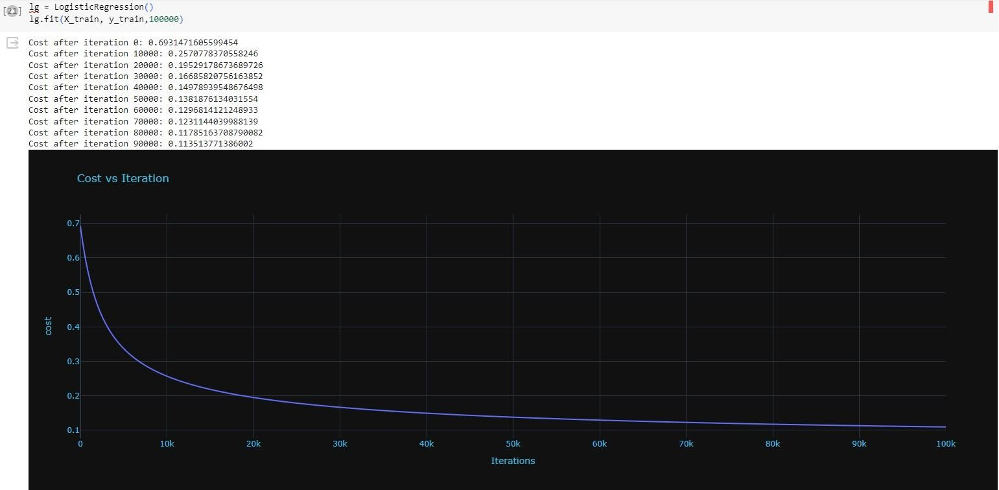 [21] lg = LogisticRegression()
lg.fit(X_train, y_train,100000)
Cost after iteration 0: 0.6931471605599454
Cost after iteration 10000: 0.2570778370558246
Cost after iteration 20000: 0.19529178673689726
Cost after iteration 30000: 0.16685820756163852
Cost after iteration 40000: 0.14978939548676498
Cost after iteration 50000: 0.1381876134031554
Cost after iteration 60000: 0.1296814121248933
Cost after iteration 70000: 0.1231144039988139
Cost after iteration 80000: 0.11785163708790082
Cost after iteration 90000: 0.113513771386002
Cost vs Iteration
0.7
0.6
0.5
0.4
0.3
0.2
0.1
cost
0 10k 20k 30k 40k 50k 60k 70k 80k 90k 100k
Iterations